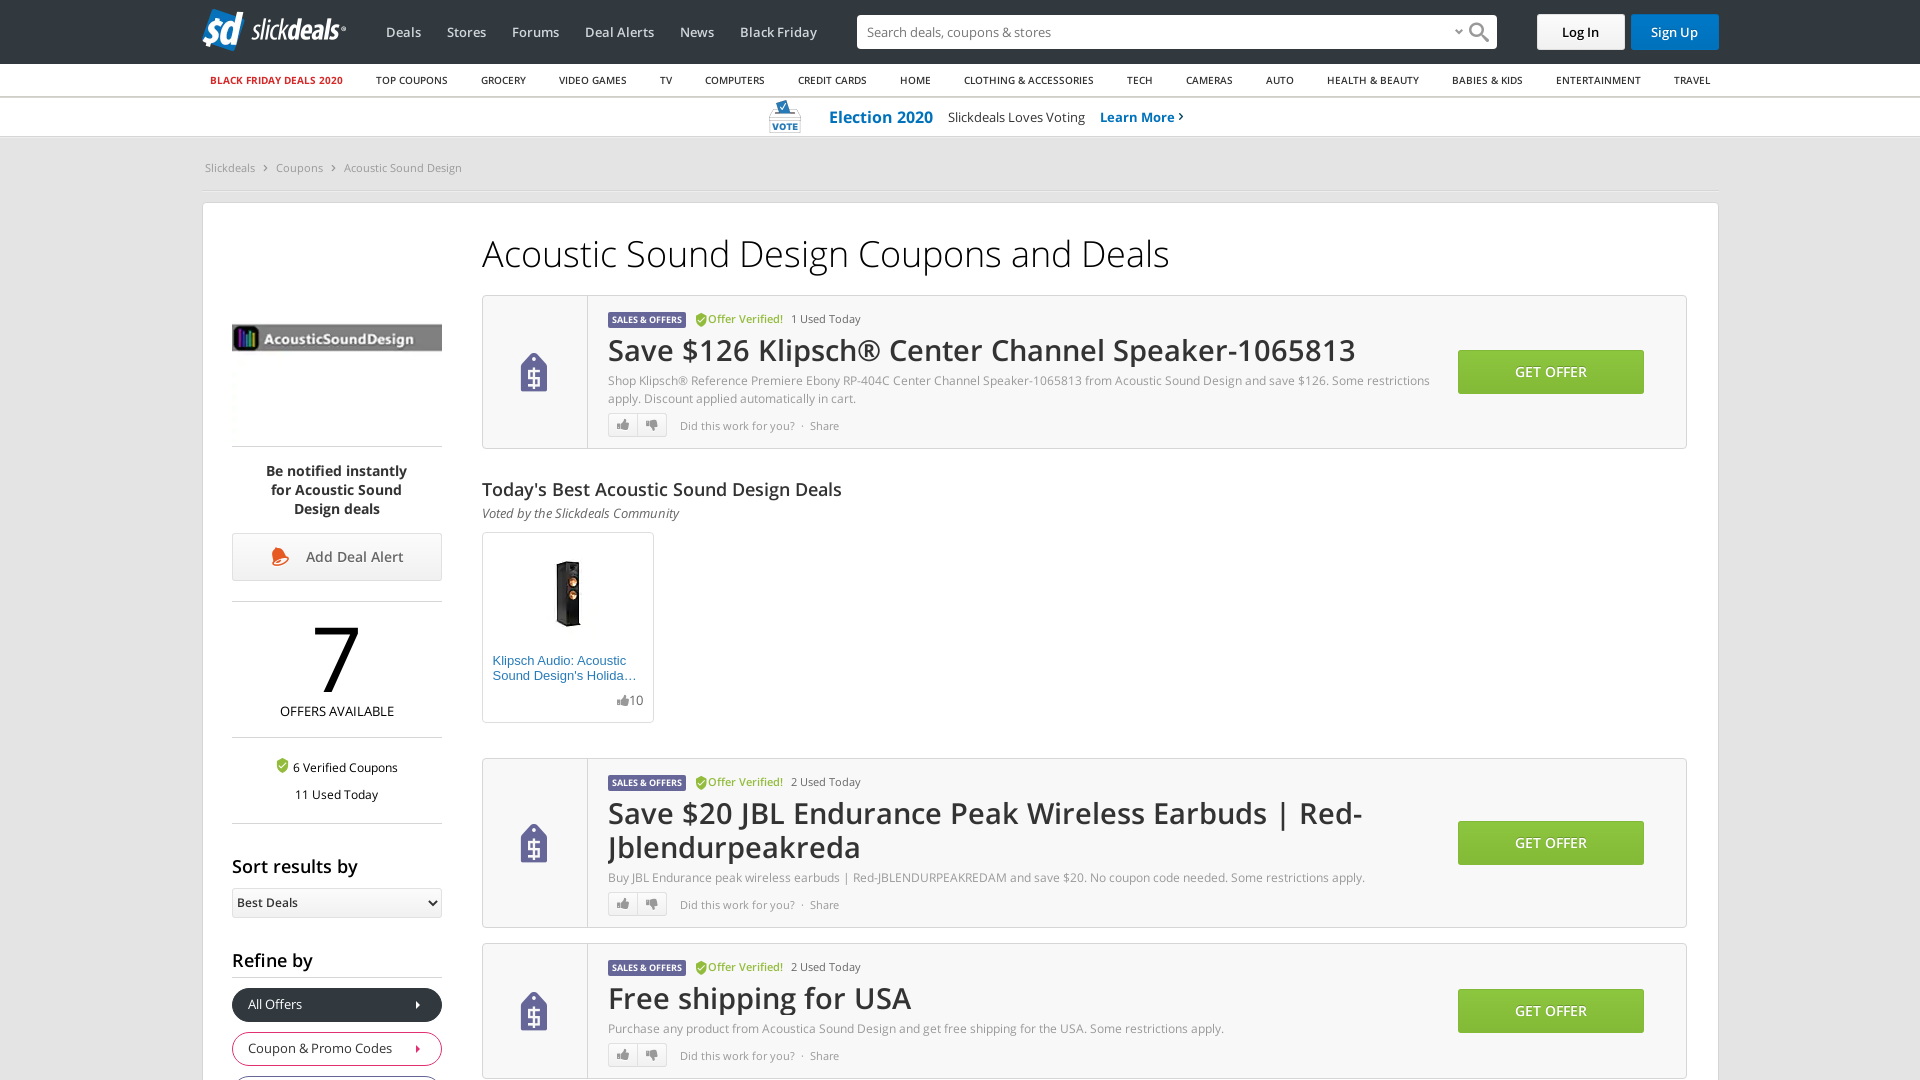 slickdeals
Deals Stores Forums Deal Alerts News Black Friday
Search deals, coupons & stores
Log In Sign Up
BLACK FRIDAY DEALS 2020 TOP COUPONS GROCERY VIDEO GAMES TV COMPUTERS CREDIT CARDS HOME CLOTHING & ACCESSORIES TECH CAMERAS AUTO HEALTH & BEAUTY BABIES & KIDS ENTERTAINMENT TRAVEL
VOTE Election 2020 Slickdeals Loves Voting Learn More
Slickdeals Coupons Acoustic Sound Design
AcousticSoundDesign
Be notified instantly
for Acoustic Sound
Design deals
Add Deal Alert
7
OFFERS AVAILABLE
6 Verified Coupons
11 Used Today
Sort results by
Best Deals
Refine by
All Offers
Coupon & Promo Codes
Acoustic Sound Design Coupons and Deals
SALES & OFFERS Offer Verified! 1 Used Today
Save $126 Klipsch® Center Channel Speaker-1065813
Shop Klipsch® Reference Premiere Ebony RP-404C Center Channel Speaker-1065813 from Acoustic Sound Design and save $126. Some restrictions
apply. Discount applied automatically in cart.
Did this work for you? · Share
GET OFFER
Today's Best Acoustic Sound Design Deals
Voted by the Slickdeals Community
Klipsch Audio: Acoustic
Sound Design's Holida…
10
SALES & OFFERS Offer Verified! 2 Used Today
Save $20 JBL Endurance Peak Wireless Earbuds | Red-
Jblendurpeakreda
Buy JBL Endurance peak wireless earbuds | Red-JBLENDURPEAKREDAM and save $20. No coupon code needed. Some restrictions apply.
Did this work for you? · Share
GET OFFER
SALES & OFFERS Offer Verified! 2 Used Today
Free shipping for USA
Purchase any product from Acoustica Sound Design and get free shipping for the USA. Some restrictions apply.
Did this work for you? · Share
GET OFFER